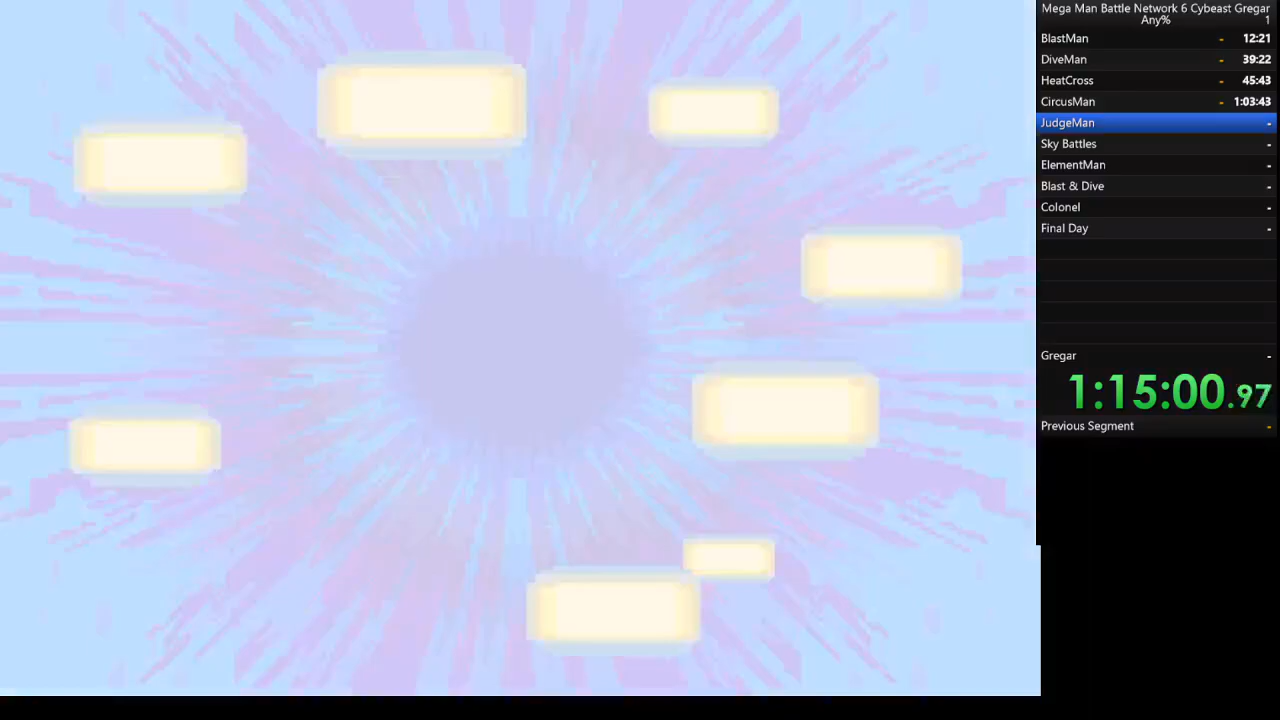 Mega Man Battle Network 6 Cybeast Gregar
Any% 1
BlastMan - 12:21
DiveMan - 39:22
HeatCross - 45:43
CircusMan - 1:03:43
JudgeMan -
Sky Battles -
ElementMan -
Blast & Dive -
Colonel -
Final Day -
Gregar -
1:15:00.97
Previous Segment -